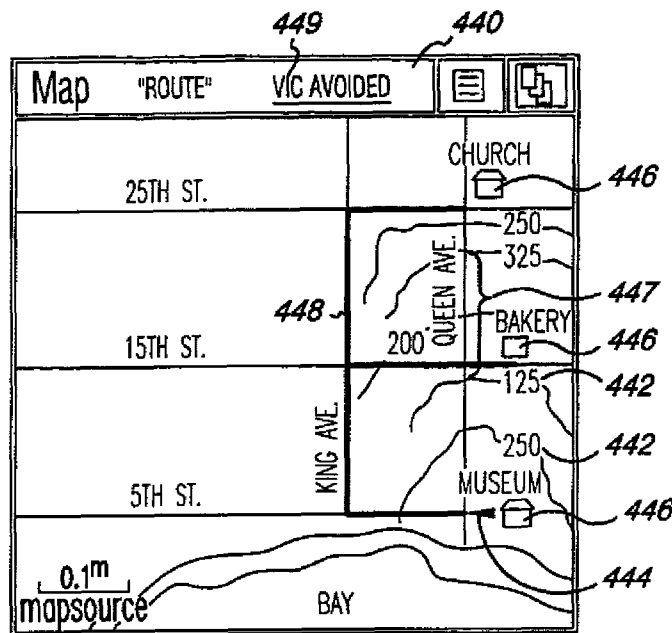 449
440
Map "ROUTE" VIC AVOIDED
CHURCH
446
25TH ST.
250
325
QUEEN AVE.
447
448
BAKERY
200'
446
15TH ST.
125
442
KING AVE.
250
442
MUSEUM
5TH ST.
446
0.1m
444
mapsource
BAY